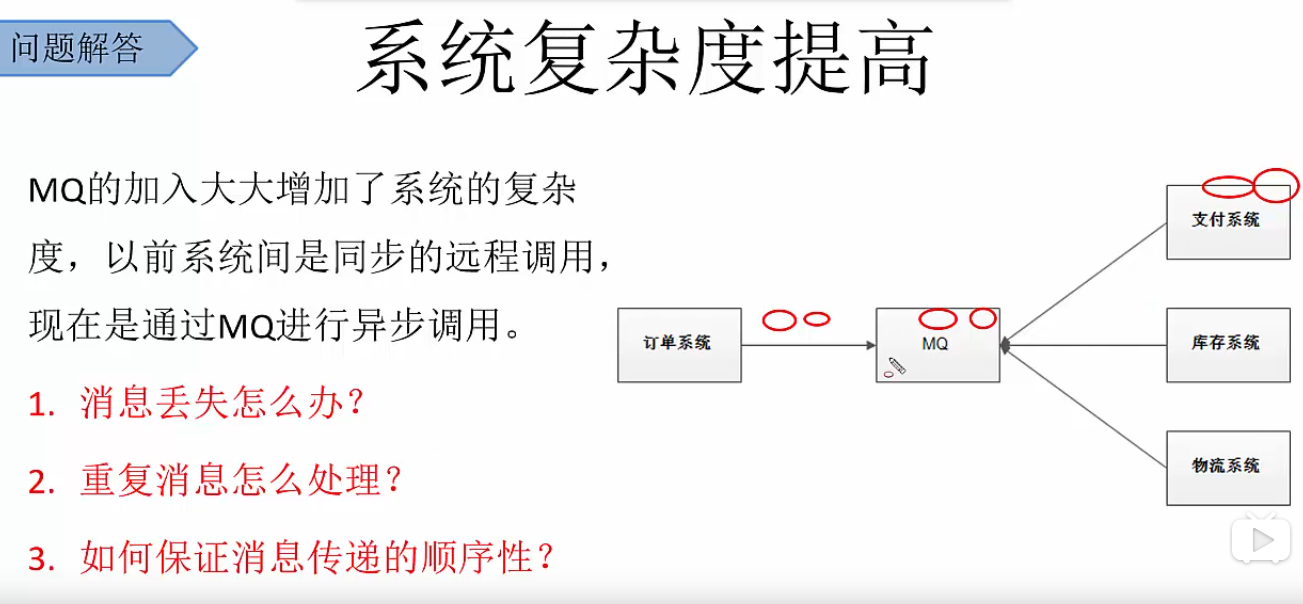 问题解答
系统复杂度提高
MQ的加入大大增加了系统的复杂
度，以前系统间是同步的远程调用，
现在是通过MQ进行异步调用。
1. 消息丢失怎么办？
2. 重复消息怎么处理？
3. 如何保证消息传递的顺序性？
订单系统
MQ
支付系统
库存系统
物流系统